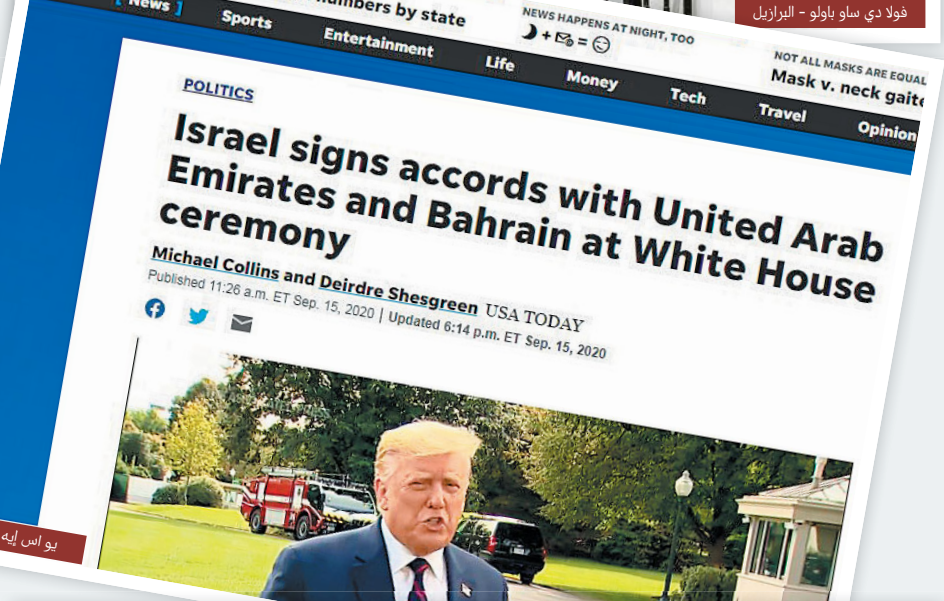 فولا دي ساو باولو - البرازيل
numbers by state
NEWS HAPPENS AT NIGHT, TOO
NOT ALL MASKS ARE EQUAL
Mask v. neck
[ News ]
Sports
Entertainment
Life
Money
Tech
Travel
Opinion
POLITICS
Israel signs accords with United Arab
Emirates and Bahrain at White House
ceremony
Michael Collins and Deirdre Shesgreen USA TODAY
Published 11:26 a.m. ET Sep. 15, 2020 | Updated 6:14 p.m. ET Sep. 15, 2020
يو اس إيه